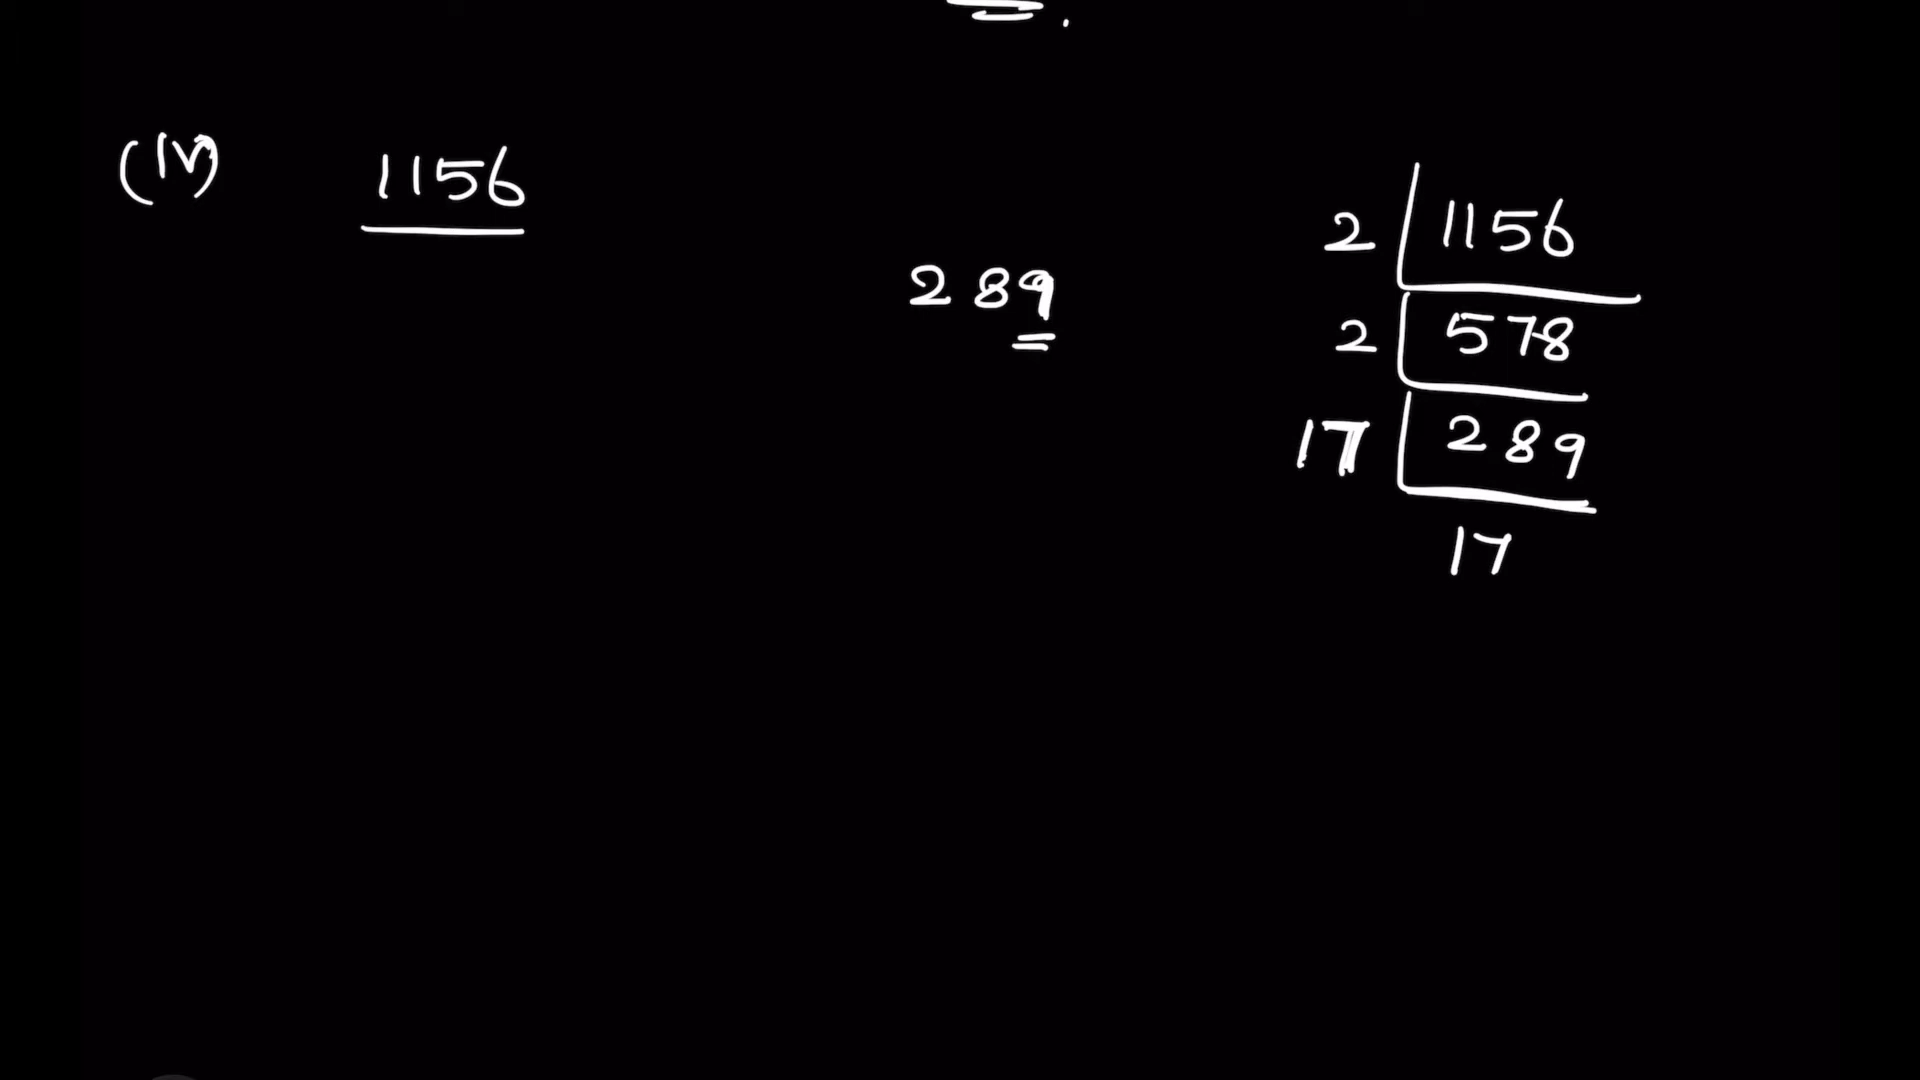 (IV) 1156
289
2 | 1156
2 | 578
17 | 289
17